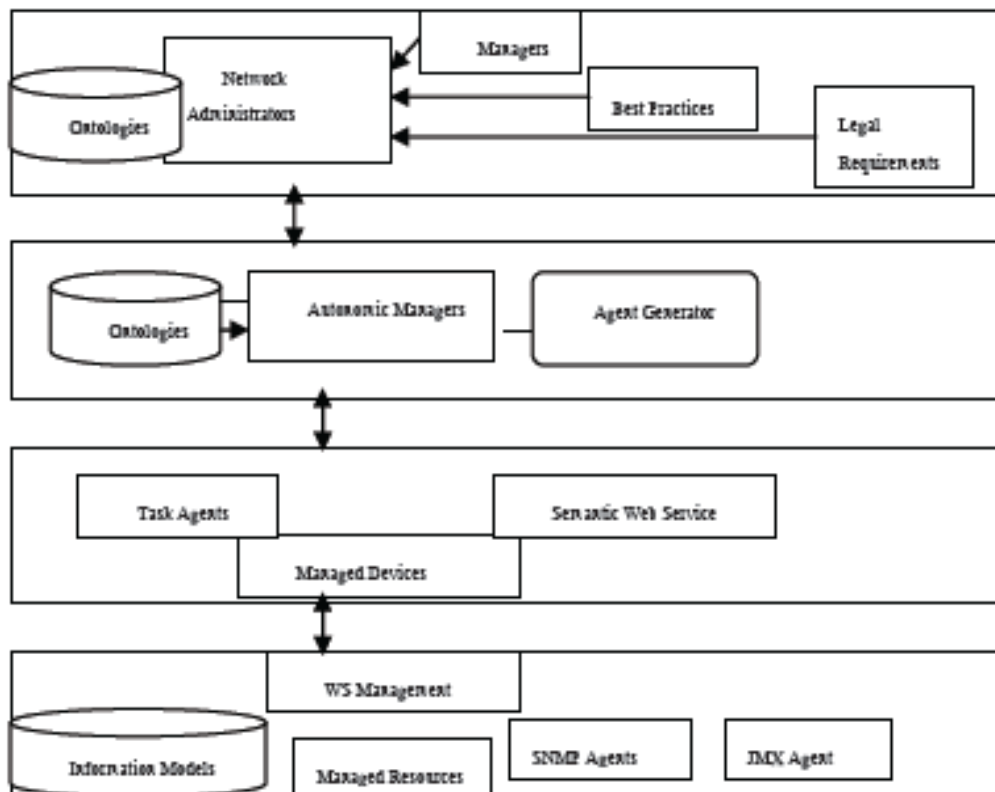 Managers
Network
Administrators
Ontologies
Best Practices
Legal
Requirements
Ontologies
Autonomic Managers
Agent Generator
Task Agents
Semantic Web Service
Managed Devices
WS Management
Information Models
Managed Resources
SNMP Agents
JMX Agent